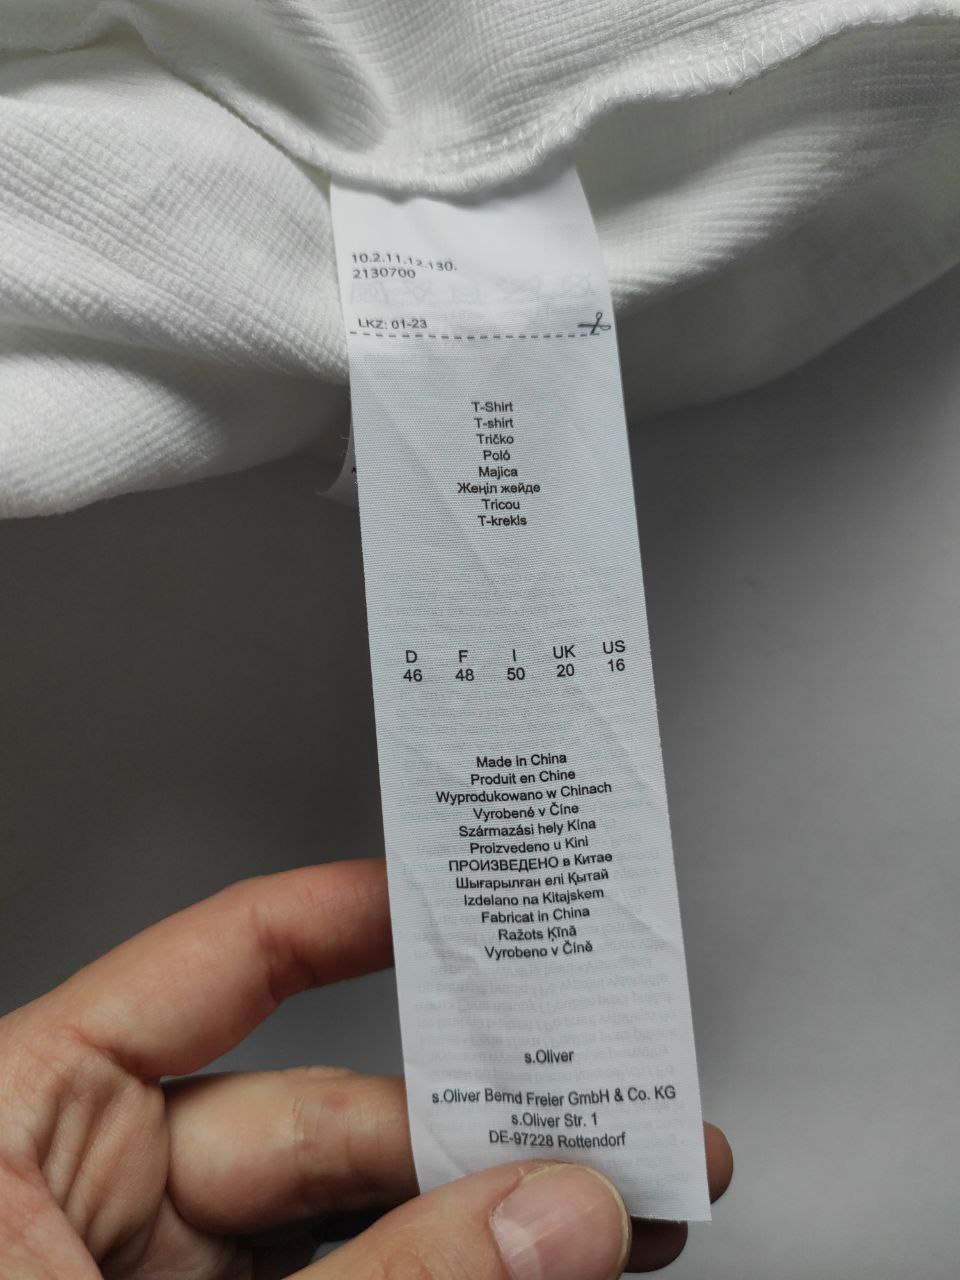 10.2.11.12.130.
2130700
LKZ: 01-23
T-Shirt
T-shirt
Tričko
Poló
Majica
Жеңіл жейде
Tricou
T-krekls
D F I UK US
46 48 50 20 16
Made in China
Produit en Chine
Wyprodukowano w Chinach
Vyrobené v Číne
Származási hely Kína
Proizvedeno u Kini
ПРОИЗВЕДЕНО в Китае
Шығарылған елі Қытай
Izdelano na Kitajskem
Fabricat in China
Ražots Ķīnā
Vyrobeno v Číně
s.Oliver
s.Oliver Bernd Freier GmbH & Co. KG
s.Oliver Str. 1
DE-97228 Rottendorf